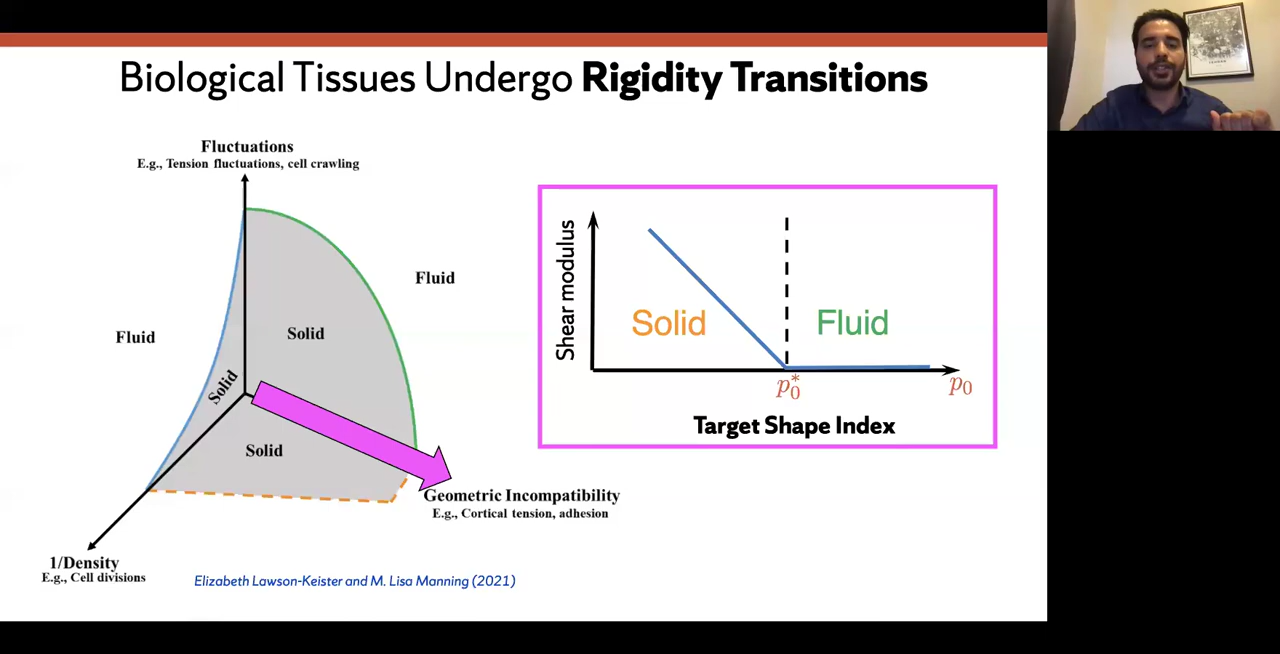 Biological Tissues Undergo Rigidity Transitions
Fluctuations
E.g., Tension fluctuations, cell crawling
Fluid
Fluid
Solid
Solid
Solid
Geometric Incompatibility
E.g., Cortical tension, adhesion
1/Density
E.g., Cell divisions
Elizabeth Lawson-Keister and M. Lisa Manning (2021)
Shear modulus
Solid
Fluid
p₀*
p₀
Target Shape Index